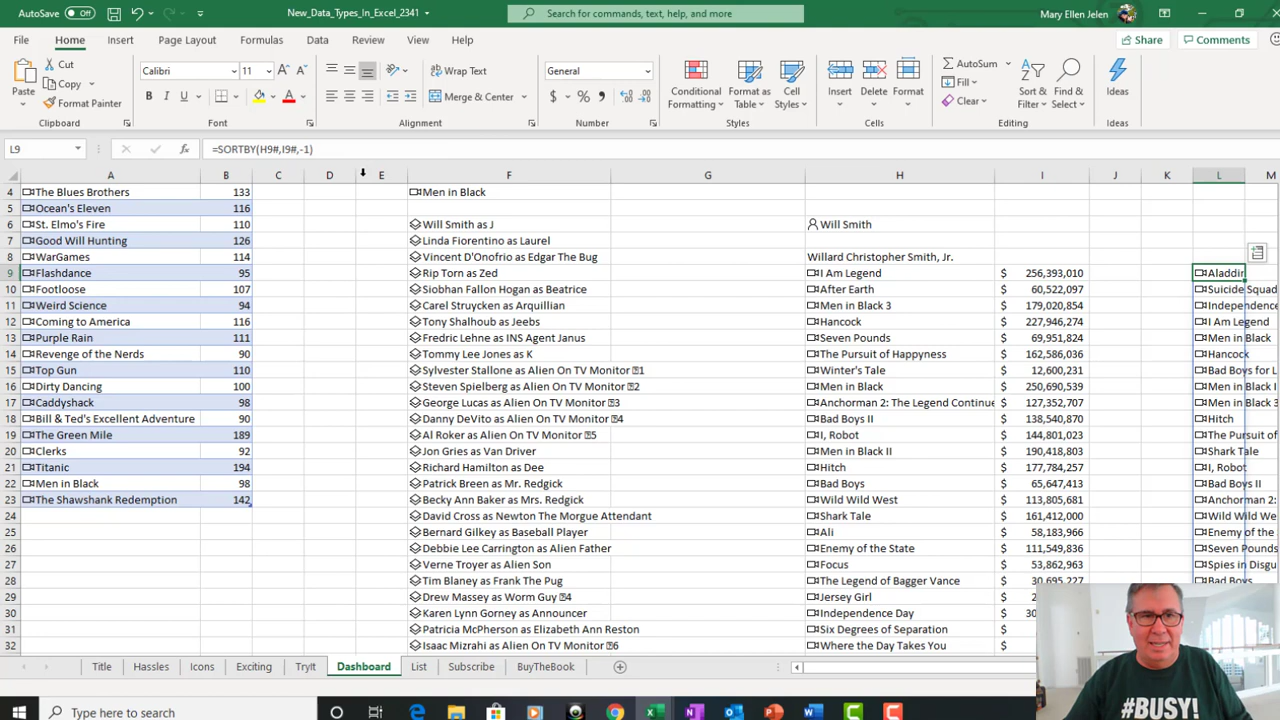 AutoSave Off New_Data_Types_In_Excel_2341 Search for commands, text, help, and more Mary Ellen Jelen
File Home Insert Page Layout Formulas Data Review View Help Share Comments
Paste Cut Copy Format Painter Clipboard
Calibri 11 A A B I U A Font
ab Wrap Text Merge & Center Alignment
General $ % , Number
Conditional Formatting Format as Table Cell Styles Styles
Insert Delete Format Cells
AutoSum Fill Clear Sort & Filter Find & Select Editing
Ideas Ideas
L9 fx =SORTBY(H9#,I9#,-1)
A B C D E F G H I J K L M
4 The Blues Brothers 133 Men in Black
5 Ocean's Eleven 116
6 St. Elmo's Fire 110 Will Smith as J Will Smith
7 Good Will Hunting 126 Linda Fiorentino as Laurel
8 WarGames 114 Vincent D'Onofrio as Edgar The Bug Willard Christopher Smith, Jr.
9 Flashdance 95 Rip Torn as Zed I Am Legend $ 256,393,010 Aladdin
10 Footloose 107 Siobhan Fallon Hogan as Beatrice After Earth $ 60,522,097 Suicide Squad
11 Weird Science 94 Carel Struycken as Arquillian Men in Black 3 $ 179,020,854 Independence
12 Coming to America 116 Tony Shalhoub as Jeebs Hancock $ 227,946,274 I Am Legend
13 Purple Rain 111 Fredric Lehne as INS Agent Janus Seven Pounds $ 69,951,824 Men in Black
14 Revenge of the Nerds 90 Tommy Lee Jones as K The Pursuit of Happyness $ 162,586,036 Hancock
15 Top Gun 110 Sylvester Stallone as Alien On TV Monitor 1 Winter's Tale $ 12,600,231 Bad Boys for L
16 Dirty Dancing 100 Steven Spielberg as Alien On TV Monitor 2 Men in Black $ 250,690,539 Men in Black I
17 Caddyshack 98 George Lucas as Alien On TV Monitor 3 Anchorman 2: The Legend Continue $ 127,352,707 Men in Black 3
18 Bill & Ted's Excellent Adventure 90 Danny DeVito as Alien On TV Monitor 4 Bad Boys II $ 138,540,870 Hitch
19 The Green Mile 189 Al Roker as Alien On TV Monitor 5 I, Robot $ 144,801,023 The Pursuit of
20 Clerks 92 Jon Gries as Van Driver Men in Black II $ 190,418,803 Shark Tale
21 Titanic 194 Richard Hamilton as Dee Hitch $ 177,784,257 I, Robot
22 Men in Black 98 Patrick Breen as Mr. Redgick Bad Boys $ 65,647,413 Bad Boys II
23 The Shawshank Redemption 142 Becky Ann Baker as Mrs. Redgick Wild Wild West $ 113,805,681 Anchorman 2:
24 David Cross as Newton The Morgue Attendant Shark Tale $ 161,412,000 Wild Wild We
25 Bernard Gilkey as Baseball Player Ali $ 58,183,966 Enemy of the
26 Debbie Lee Carrington as Alien Father Enemy of the State $ 111,549,836 Seven Pounds
27 Verne Troyer as Alien Son Focus $ 53,862,963 Spies in Disgu
28 Tim Blaney as Frank The Pug The Legend of Bagger Vance $ 30,695,227 Bad Boys
29 Drew Massey as Worm Guy 4 Jersey Girl $ 2
30 Karen Lynn Gorney as Announcer Independence Day $ 30
31 Patricia McPherson as Elizabeth Ann Reston Six Degrees of Separation $
32 Isaac Mizrahi as Alien On TV Monitor 6 Where the Day Takes You $
Title Hassles Icons Exciting TryIt Dashboard List Subscribe BuyTheBook
Type here to search
#BUSY!